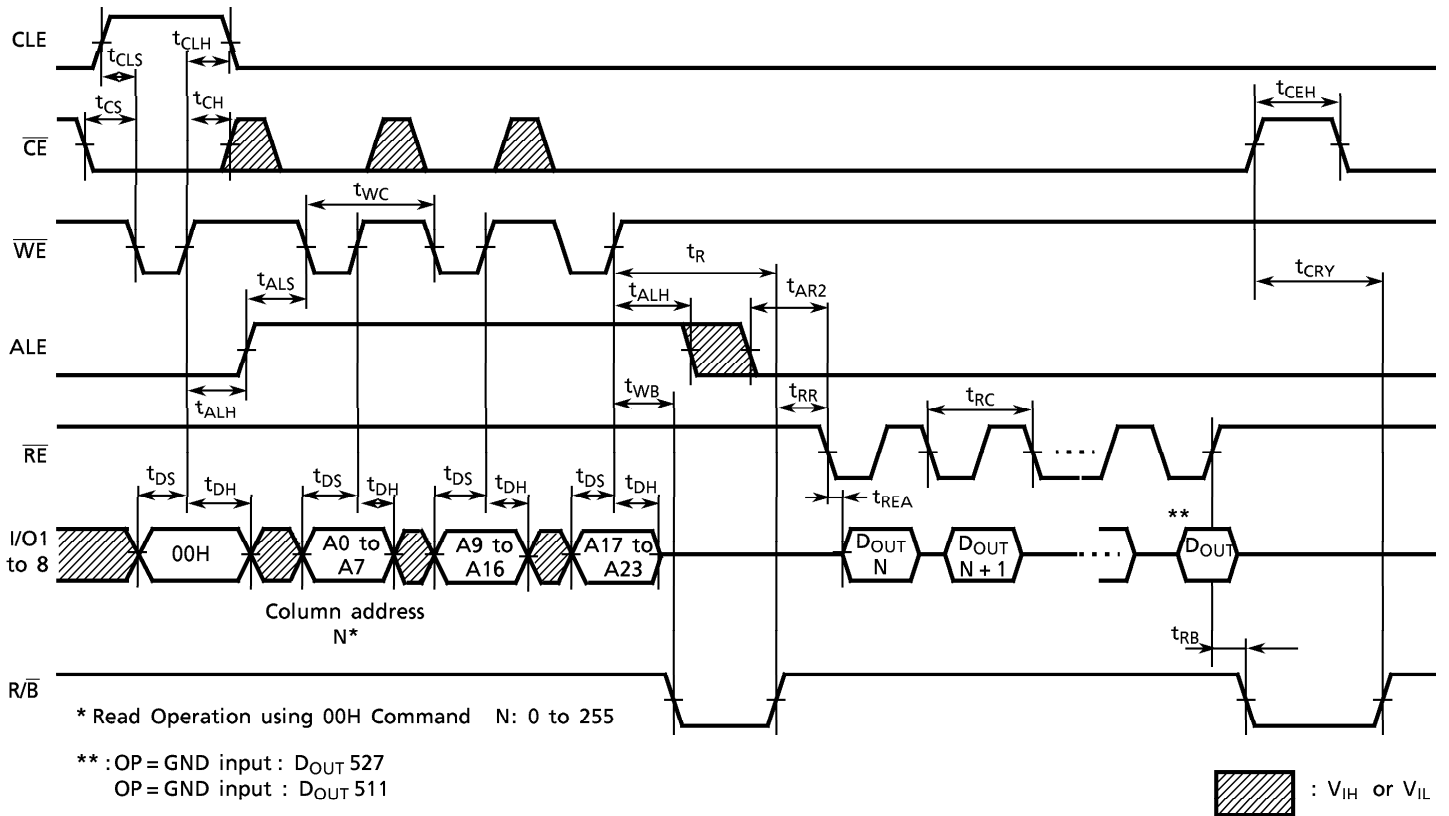 CLE
tCLS
tCLH
tCEH
tCS
tCH
CE
tWC
WE
tR
tCRY
tALS
tALH
tAR2
ALE
tALH
tWB
tRR
tRC
RE
tDS
tDH
tDS
tDH
tDS
tDH
tDS
tDH
tREA
**
I/O1
to 8
00H
A0 to
A7
A9 to
A16
A17 to
A23
DOUT
N
DOUT
N + 1
DOUT
Column address
N*
tRB
R/B
* Read Operation using 00H Command N: 0 to 255
** : OP = GND input : DOUT 527
OP = GND input : DOUT 511
: VIH or VIL